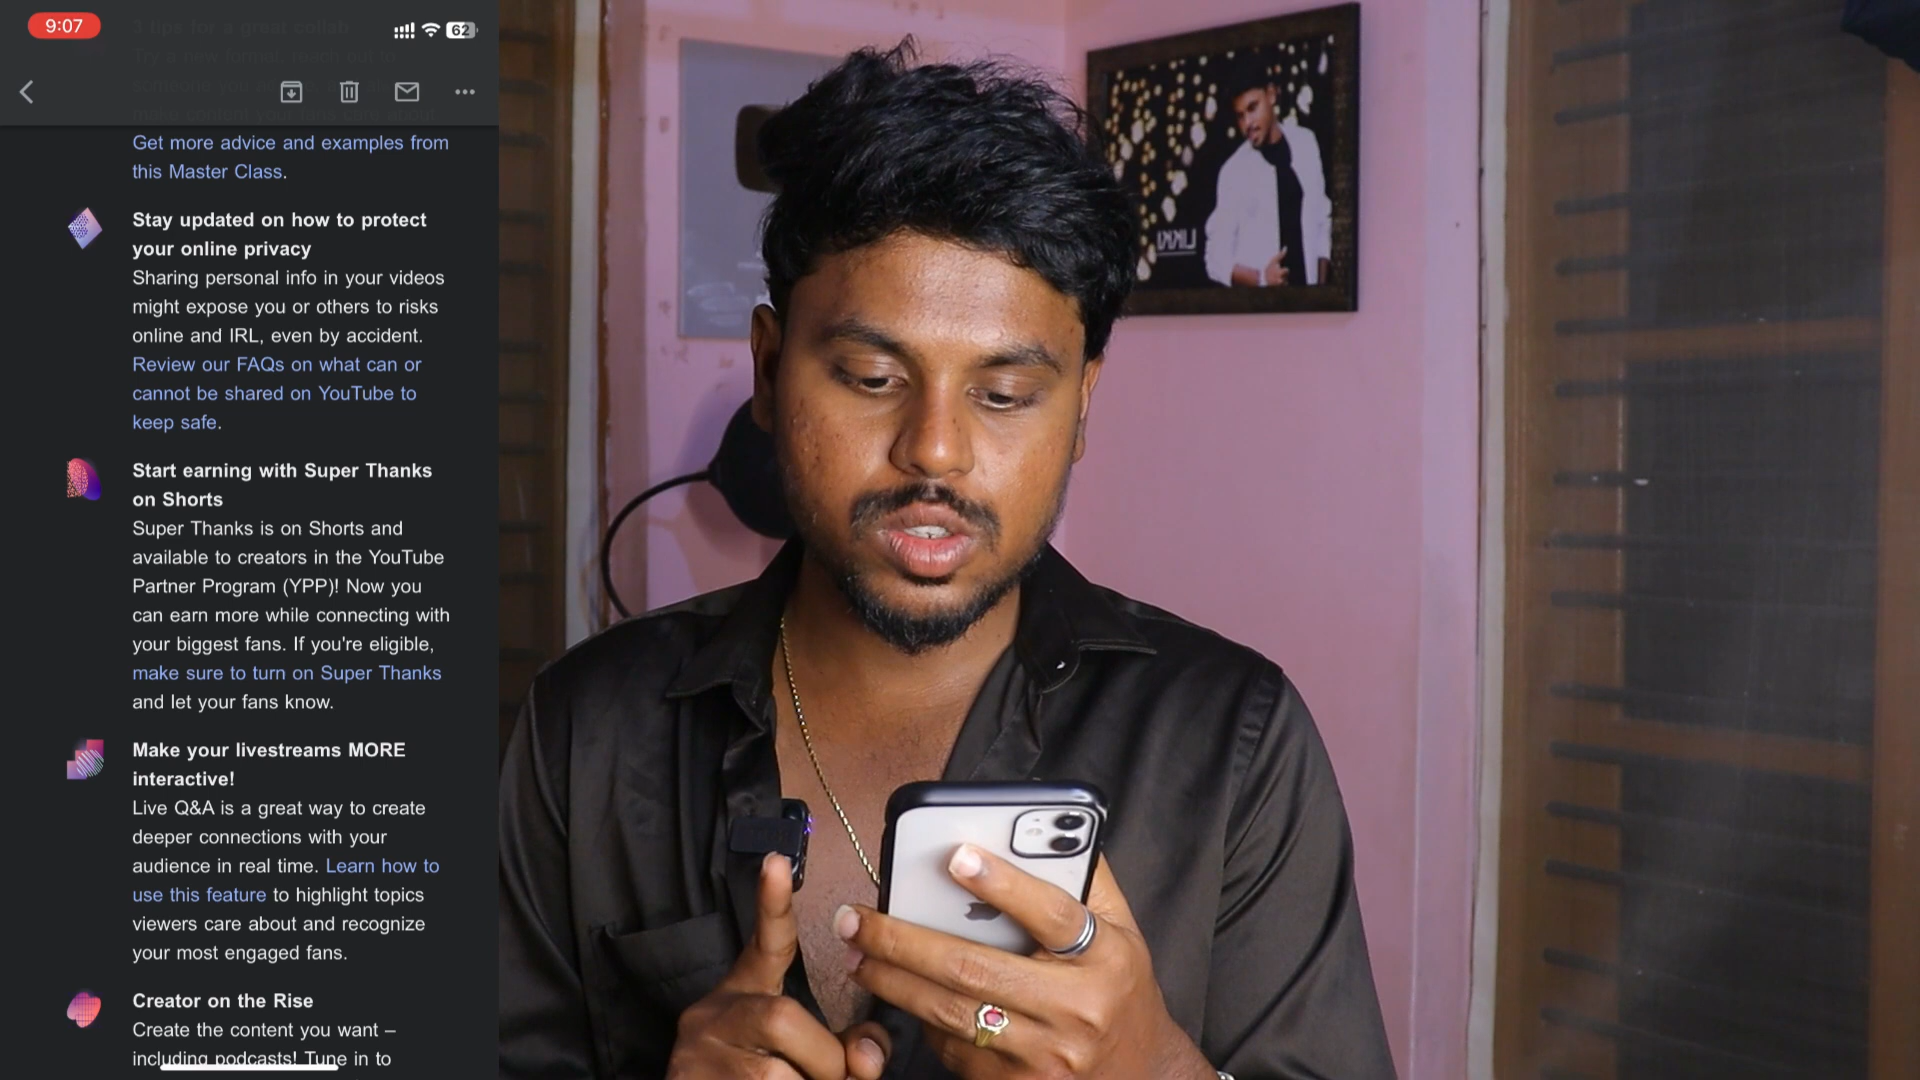 9:07
62
3 tips for a great collab
Get more advice and examples from
this Master Class.
Stay updated on how to protect
your online privacy
Sharing personal info in your videos
might expose you or others to risks
online and IRL, even by accident.
Review our FAQs on what can or
cannot be shared on YouTube to
keep safe.
Start earning with Super Thanks
on Shorts
Super Thanks is on Shorts and
available to creators in the YouTube
Partner Program (YPP)! Now you
can earn more while connecting with
your biggest fans. If you're eligible,
make sure to turn on Super Thanks
and let your fans know.
Make your livestreams MORE
interactive!
Live Q&A is a great way to create
deeper connections with your
audience in real time. Learn how to
use this feature to highlight topics
viewers care about and recognize
your most engaged fans.
Creator on the Rise
Create the content you want –
including podcasts! Tune in to